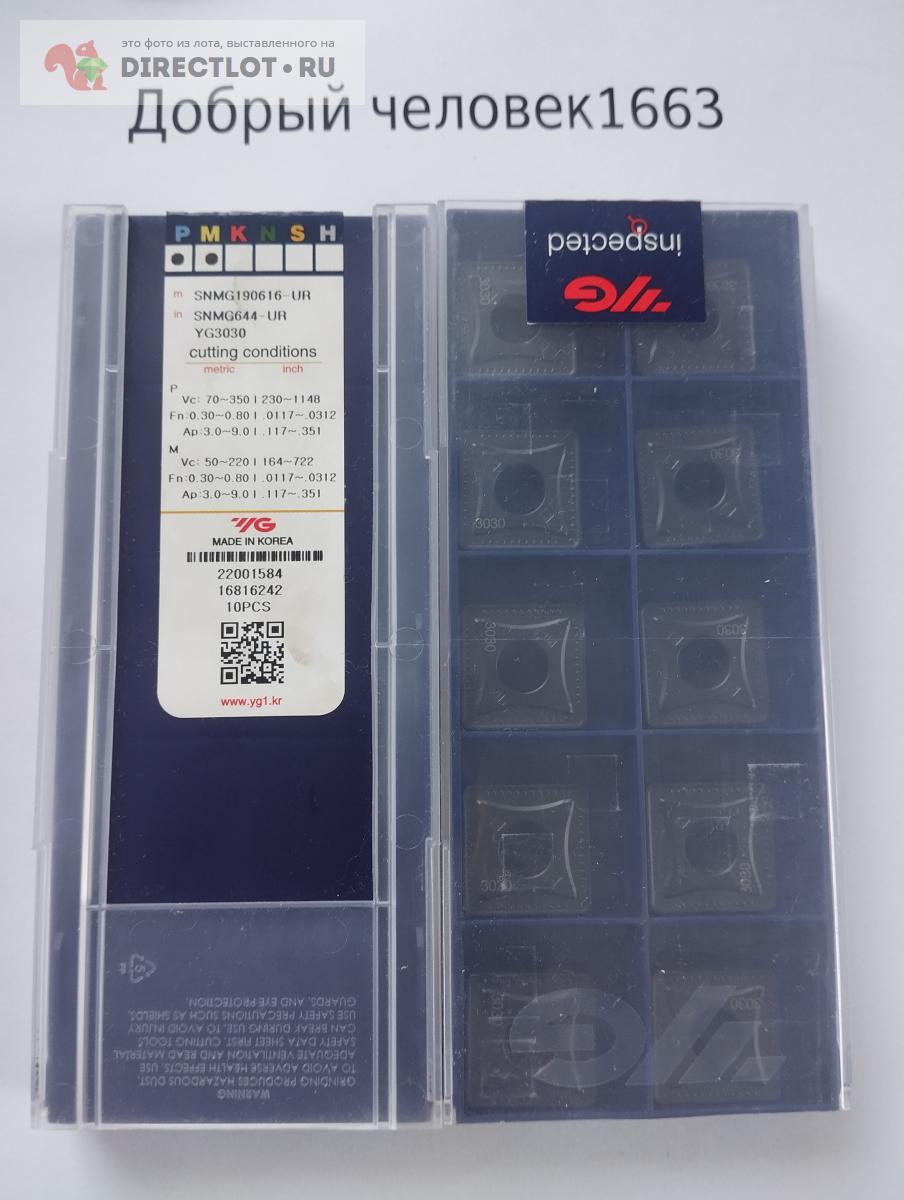 это фото из лота, выставленного на
DIRECTLOT•RU
Добрый человек1663
P M K N S H
m SNMG190616-UR
in SNMG644-UR
YG3030
cutting conditions
metric inch
P
Vc: 70~350 | 230~1148
Fn:0.30~0.80 | .0117~.0312
Ap:3.0~9.0 | .117~.351
M
Vc: 50~220 | 164~722
Fn:0.30~0.80 | .0117~.0312
Ap:3.0~9.0 | .117~.351
YG
MADE IN KOREA
22001584
16816242
10PCS
www.yg1.kr
WARNING
GRINDING PRODUCES HAZARDOUS DUST.
TO AVOID ADVERSE HEALTH EFFECTS, USE
ADEQUATE VENTILATION AND READ MATERIAL
SAFETY DATA SHEET FIRST. CUTTING TOOLS
CAN BREAK DURING USE. TO AVOID INJURY
USE SAFETY PRECAUTIONS SUCH AS SHIELDS,
GUARDS, AND EYE PROTECTION.
YG
inspected
3030
3030
3030
3030
3030
3030
3030
3030
3030
3030
YG